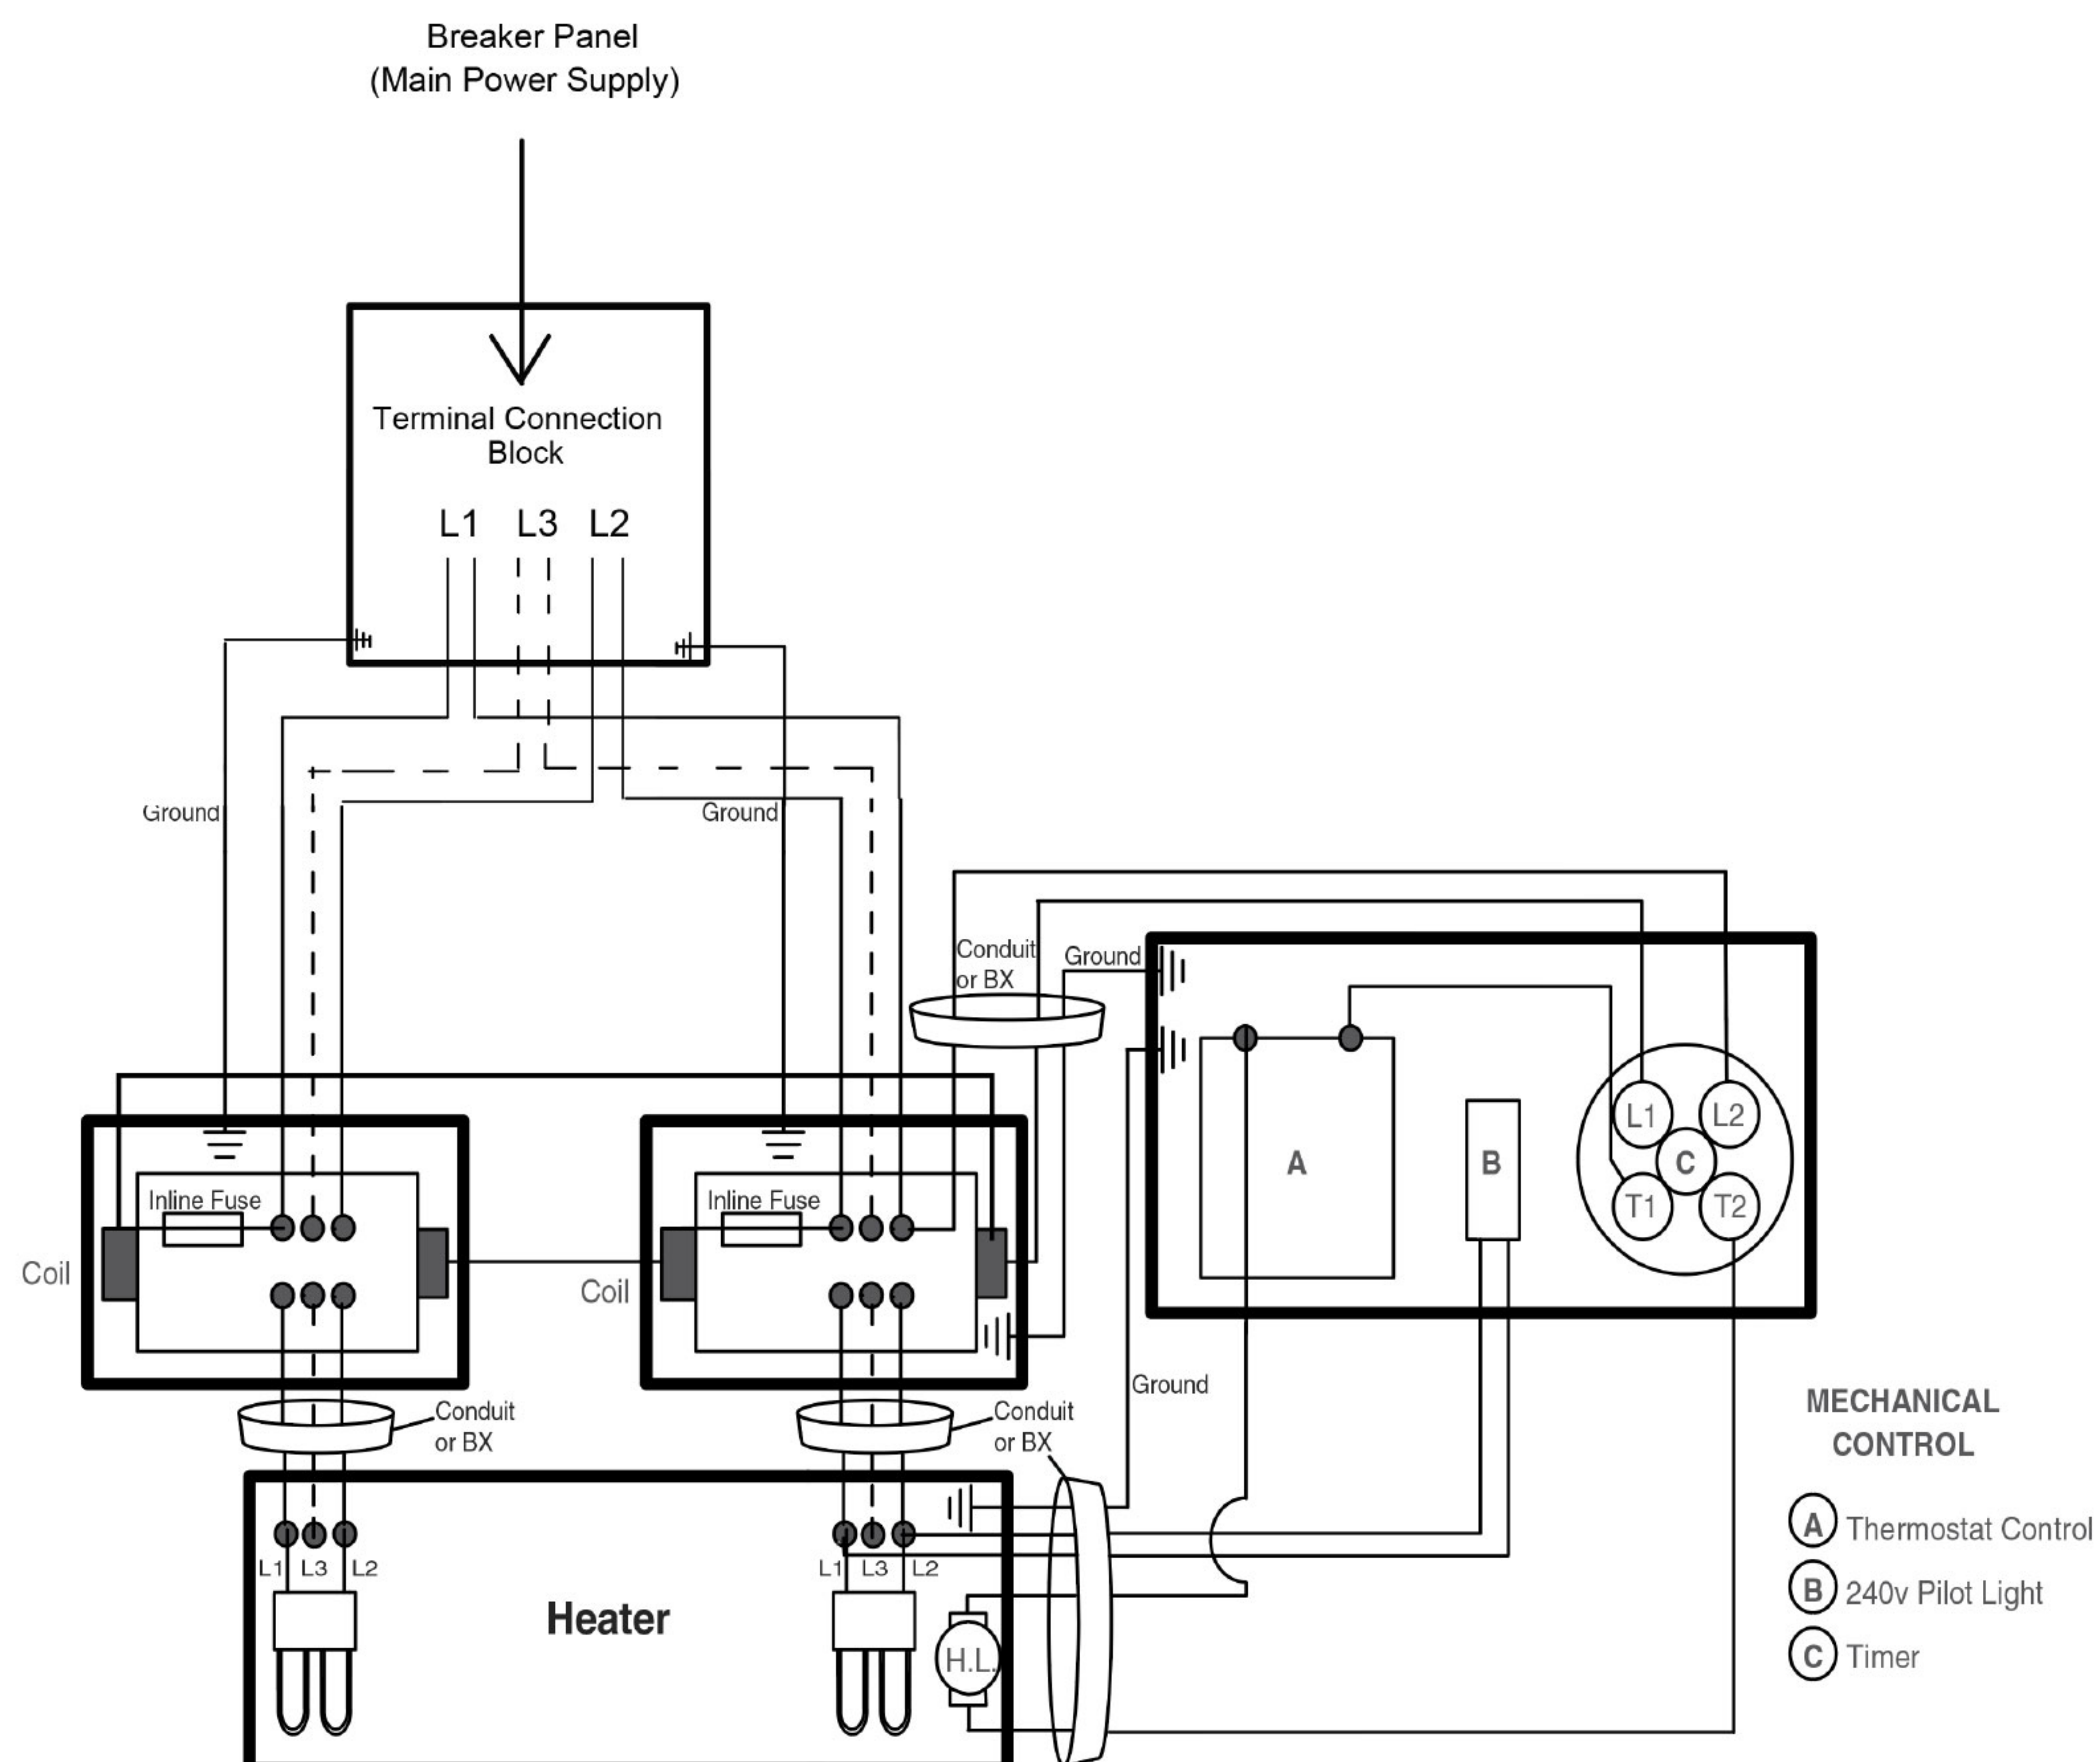 Breaker Panel
(Main Power Supply)
Terminal Connection
Block
L1 L3 L2
Ground
Ground
Conduit
or BX
Ground
Inline Fuse
Inline Fuse
Coil
Coil
A
B
L1
L2
C
T1
T2
Ground
Conduit
or BX
Conduit
or BX
L1 L3 L2
L1 L3 L2
Heater
H.L.
MECHANICAL
CONTROL
A Thermostat Control
B 240v Pilot Light
C Timer